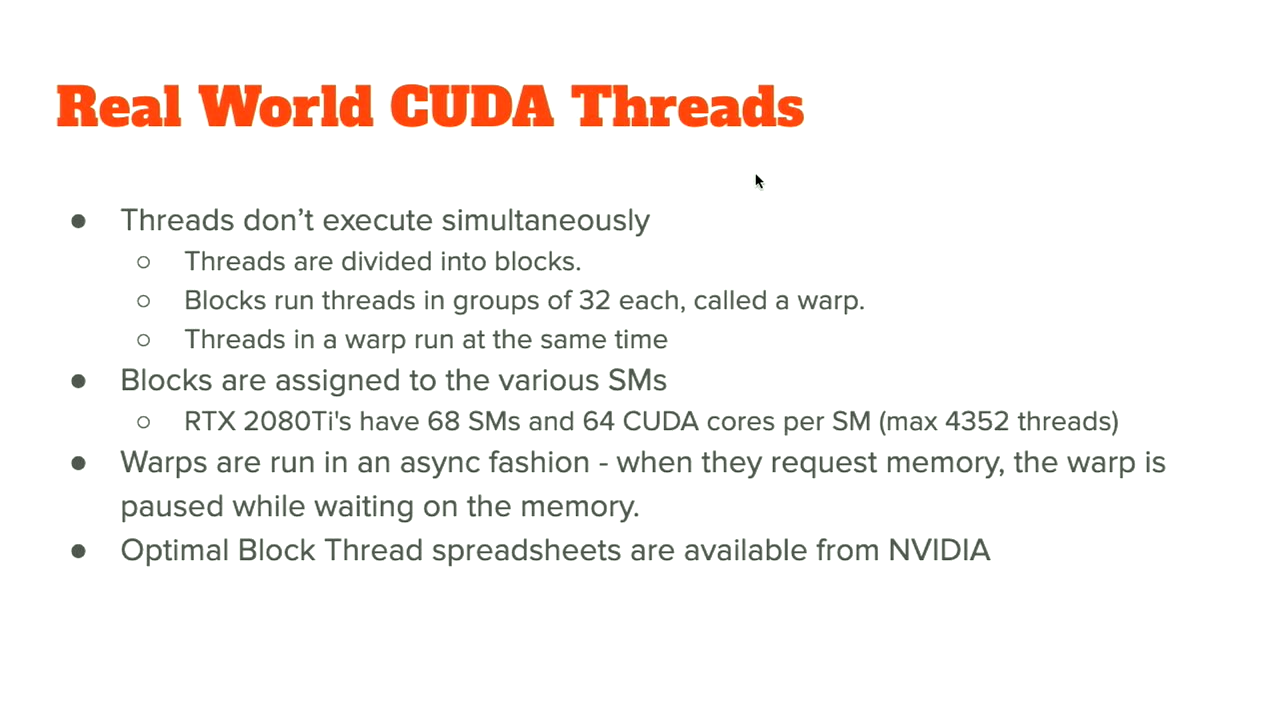 Real World CUDA Threads
● Threads don’t execute simultaneously
○ Threads are divided into blocks.
○ Blocks run threads in groups of 32 each, called a warp.
○ Threads in a warp run at the same time
● Blocks are assigned to the various SMs
○ RTX 2080Ti's have 68 SMs and 64 CUDA cores per SM (max 4352 threads)
● Warps are run in an async fashion - when they request memory, the warp is
paused while waiting on the memory.
● Optimal Block Thread spreadsheets are available from NVIDIA